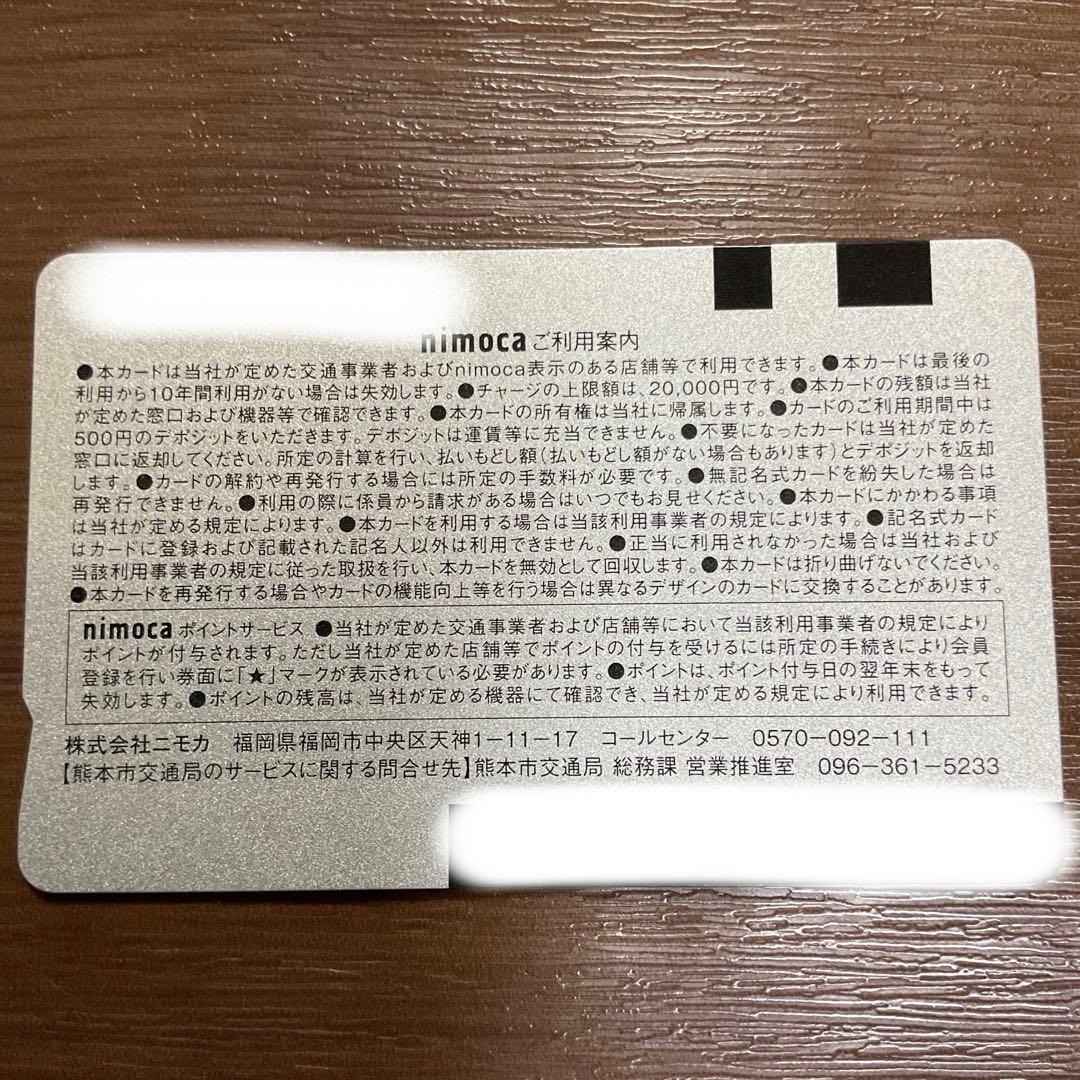 nimocaご利用案内
●本カードは当社が定めた交通事業者およびnimoca表示のある店舗等で利用できます。●本カードは最後の
利用から10年間利用がない場合は失効します。●チャージの上限額は、20,000円です。●本カードの残額は当社
が定めた窓口および機器等で確認できます。●本カードの所有権は当社に帰属します。●カードのご利用期間中は
500円のデポジットをいただきます。デポジットは運賃等に充当できません。●不要になったカードは当社が定めた
窓口に返却してください。所定の計算を行い、払いもどし額(払いもどし額がない場合もあります)とデポジットを返却
します。●カードの解約や再発行する場合には所定の手数料が必要です。●無記名式カードを紛失した場合は
再発行できません。●利用の際に係員から請求がある場合はいつでもお見せください。●本カードにかかわる事項
は当社が定める規定によります。●本カードを利用する場合は当該利用事業者の規定によります。●記名式カード
はカードに登録および記載された記名人以外は利用できません。●正当に利用されなかった場合は当社および
当該利用事業者の規定に従った取扱を行い、本カードを無効として回収します。●本カードは折り曲げないでください。
●本カードを再発行する場合やカードの機能向上等を行う場合は異なるデザインのカードに交換することがあります。
nimocaポイントサービス ●当社が定めた交通事業者および店舗等において当該利用事業者の規定により
ポイントが付与されます。ただし当社が定めた店舗等でポイントの付与を受けるには所定の手続きにより会員
登録を行い券面に「★」マークが表示されている必要があります。●ポイントは、ポイント付与日の翌年末をもって
失効します。●ポイントの残高は、当社が定める機器にて確認でき、当社が定める規定により利用できます。
株式会社ニモカ 福岡県福岡市中央区天神1-11-17 コールセンター 0570-092-111
【熊本市交通局のサービスに関する問合せ先】熊本市交通局 総務課 営業推進室 096-361-5233